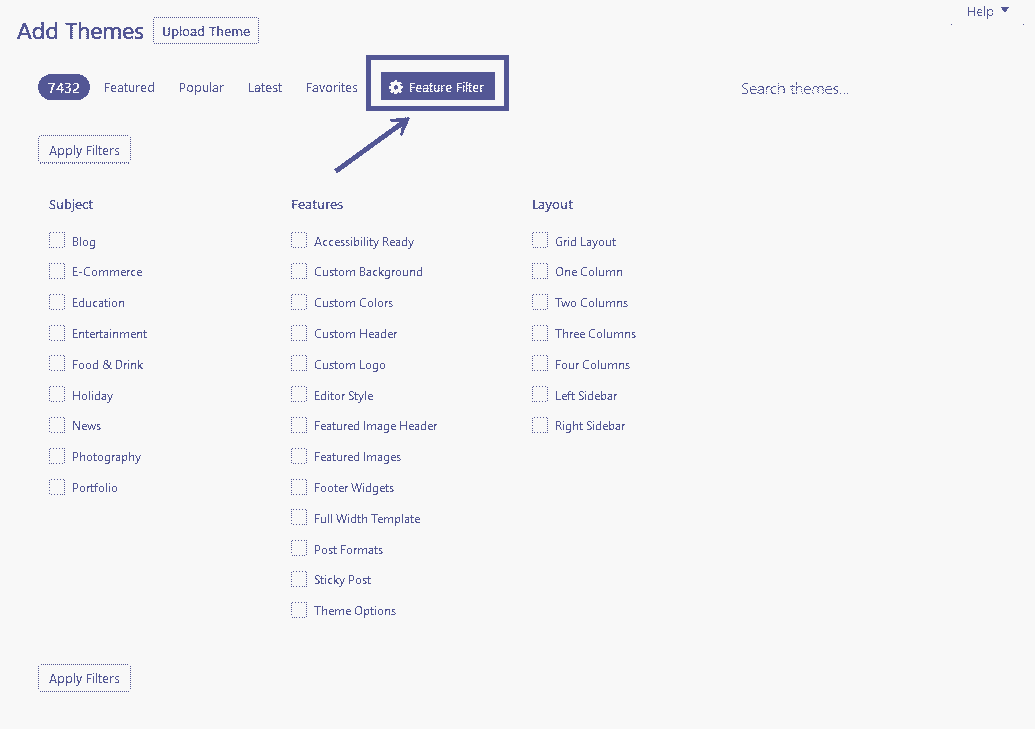 Help
Add Themes Upload Theme
7432 Featured Popular Latest Favorites Feature Filter Search themes...
Apply Filters
Subject
Blog
E-Commerce
Education
Entertainment
Food & Drink
Holiday
News
Photography
Portfolio
Features
Accessibility Ready
Custom Background
Custom Colors
Custom Header
Custom Logo
Editor Style
Featured Image Header
Featured Images
Footer Widgets
Full Width Template
Post Formats
Sticky Post
Theme Options
Layout
Grid Layout
One Column
Two Columns
Three Columns
Four Columns
Left Sidebar
Right Sidebar
Apply Filters